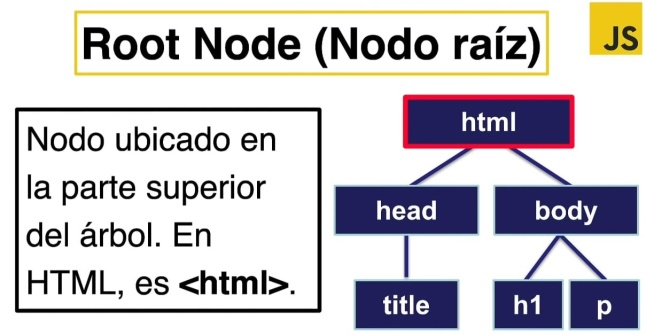 Root Node (Nodo raíz)
JS
Nodo ubicado en
la parte superior
del árbol. En
HTML, es <html>.
html
head
body
title
h1
p